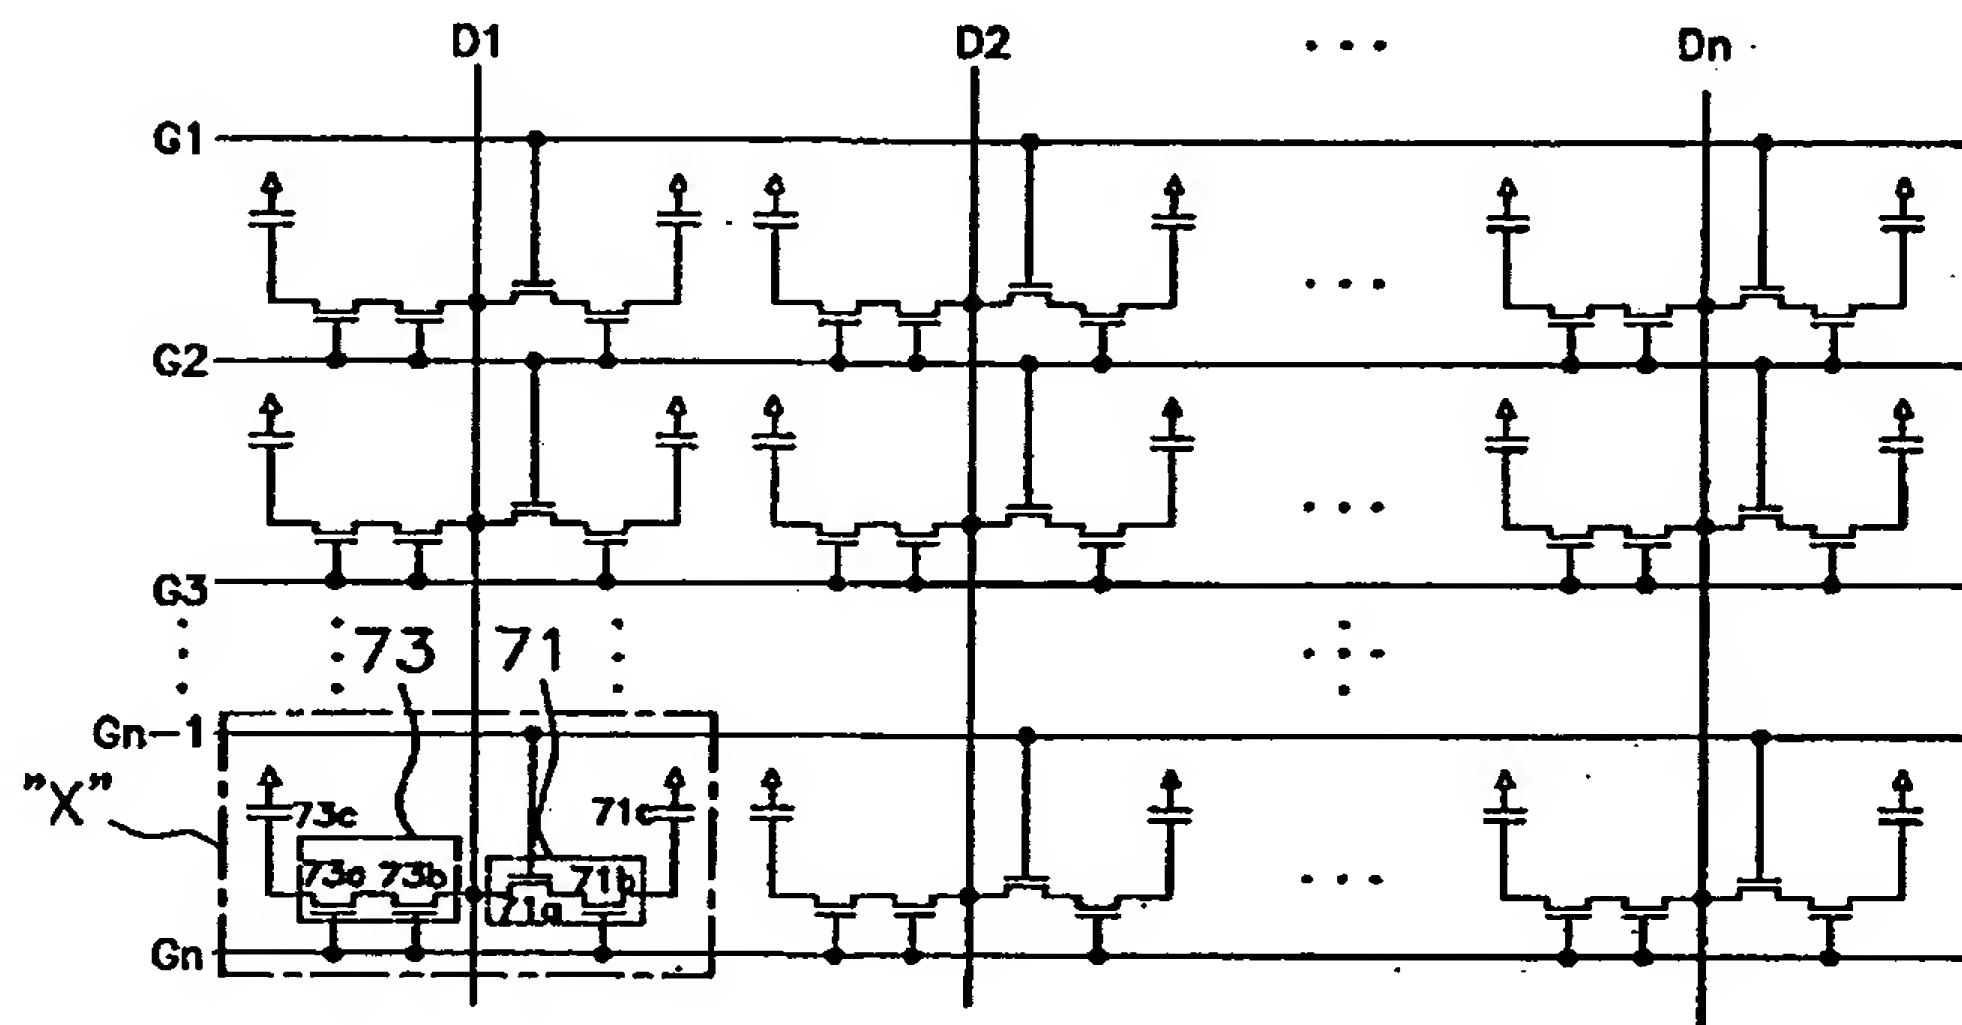 D1 D2 ... Dn
G1
...
G2
...
G3
73 71
Gn-1
"X"
73c 71c
73a 73b 71b
71a
...
Gn